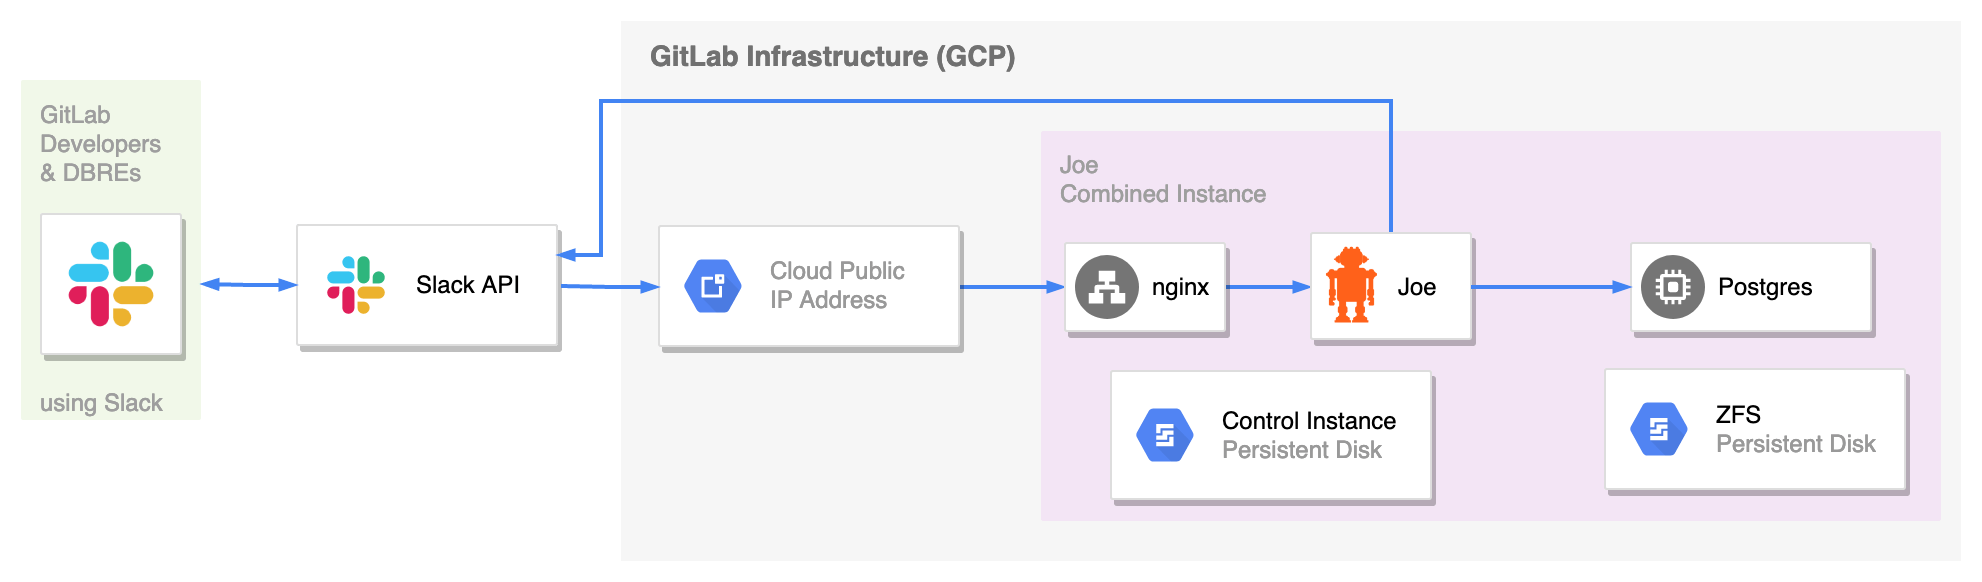 GitLab Infrastructure (GCP)
GitLab
Developers
& DBREs
using Slack
Slack API
Cloud Public
IP Address
Joe
Combined Instance
nginx
Joe
Postgres
Control Instance
Persistent Disk
ZFS
Persistent Disk